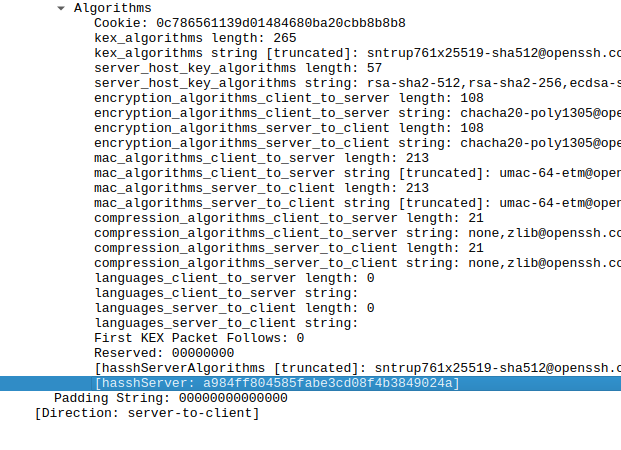 Algorithms
Cookie: 0c786561139d01484680ba20cbb8b8b8
kex_algorithms length: 265
kex_algorithms string [truncated]: sntrup761x25519-sha512@openssh.co
server_host_key_algorithms length: 57
server_host_key_algorithms string: rsa-sha2-512,rsa-sha2-256,ecdsa-s
encryption_algorithms_client_to_server length: 108
encryption_algorithms_client_to_server string: chacha20-poly1305@ope
encryption_algorithms_server_to_client length: 108
encryption_algorithms_server_to_client string: chacha20-poly1305@ope
mac_algorithms_client_to_server length: 213
mac_algorithms_client_to_server string [truncated]: umac-64-etm@open
mac_algorithms_server_to_client length: 213
mac_algorithms_server_to_client string [truncated]: umac-64-etm@open
compression_algorithms_client_to_server length: 21
compression_algorithms_client_to_server string: none,zlib@openssh.co
compression_algorithms_server_to_client length: 21
compression_algorithms_server_to_client string: none,zlib@openssh.co
languages_client_to_server length: 0
languages_client_to_server string:
languages_server_to_client length: 0
languages_server_to_client string:
First KEX Packet Follows: 0
Reserved: 00000000
[hasshServerAlgorithms [truncated]: sntrup761x25519-sha512@openssh.c
[hasshServer: a984ff804585fabe3cd08f4b3849024a]
Padding String: 00000000000000
[Direction: server-to-client]